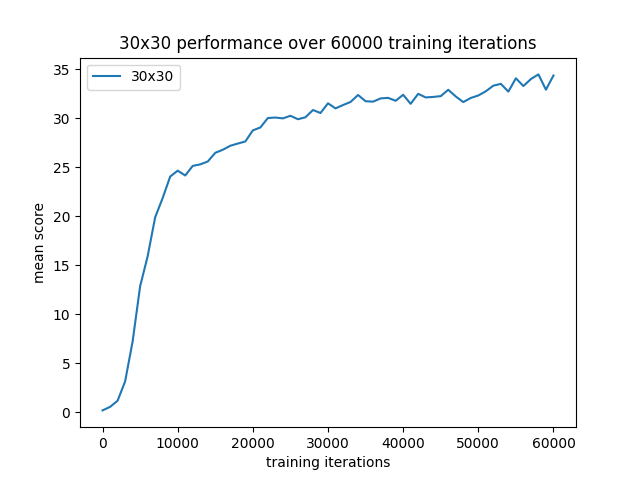 30x30 performance over 60000 training iterations
30x30
35
30
25
20
15
10
5
0
mean score
0 10000 20000 30000 40000 50000 60000
training iterations